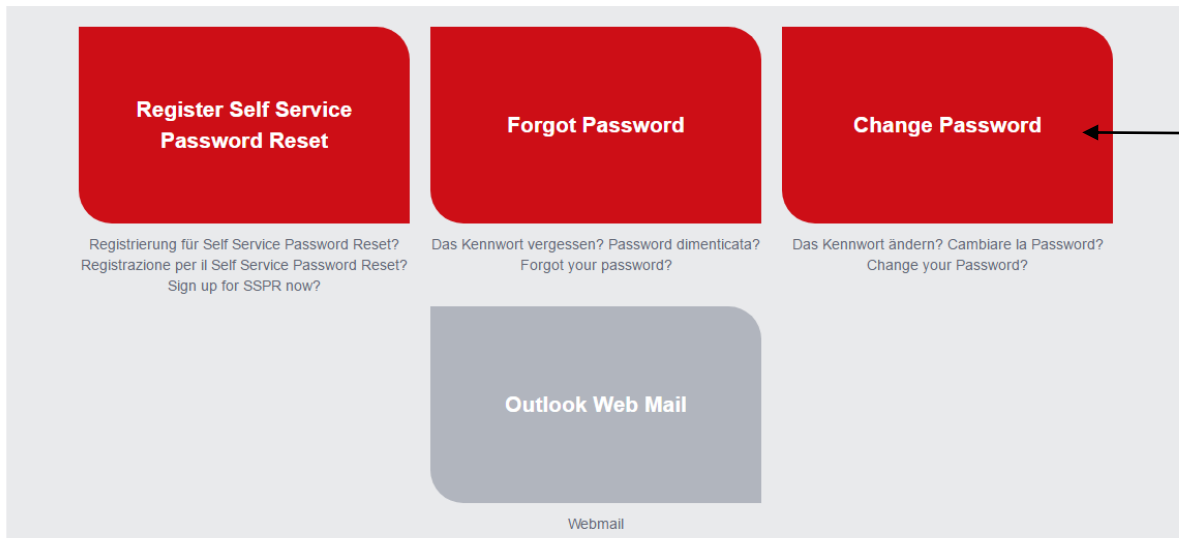 Register Self Service
Password Reset
Forgot Password
Change Password
Registrierung für Self Service Password Reset?
Registrazione per il Self Service Password Reset?
Sign up for SSPR now?
Das Kennwort vergessen? Password dimenticata?
Forgot your password?
Das Kennwort ändern? Cambiare la Password?
Change your Password?
Outlook Web Mail
Webmail